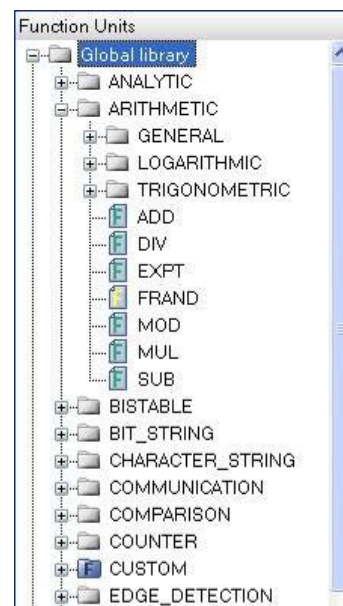 Function Units
Global library
ANALYTIC
ARITHMETIC
GENERAL
LOGARITHMIC
TRIGONOMETRIC
ADD
DIV
EXPT
FRAND
MOD
MUL
SUB
BISTABLE
BIT_STRING
CHARACTER_STRING
COMMUNICATION
COMPARISON
COUNTER
CUSTOM
EDGE_DETECTION